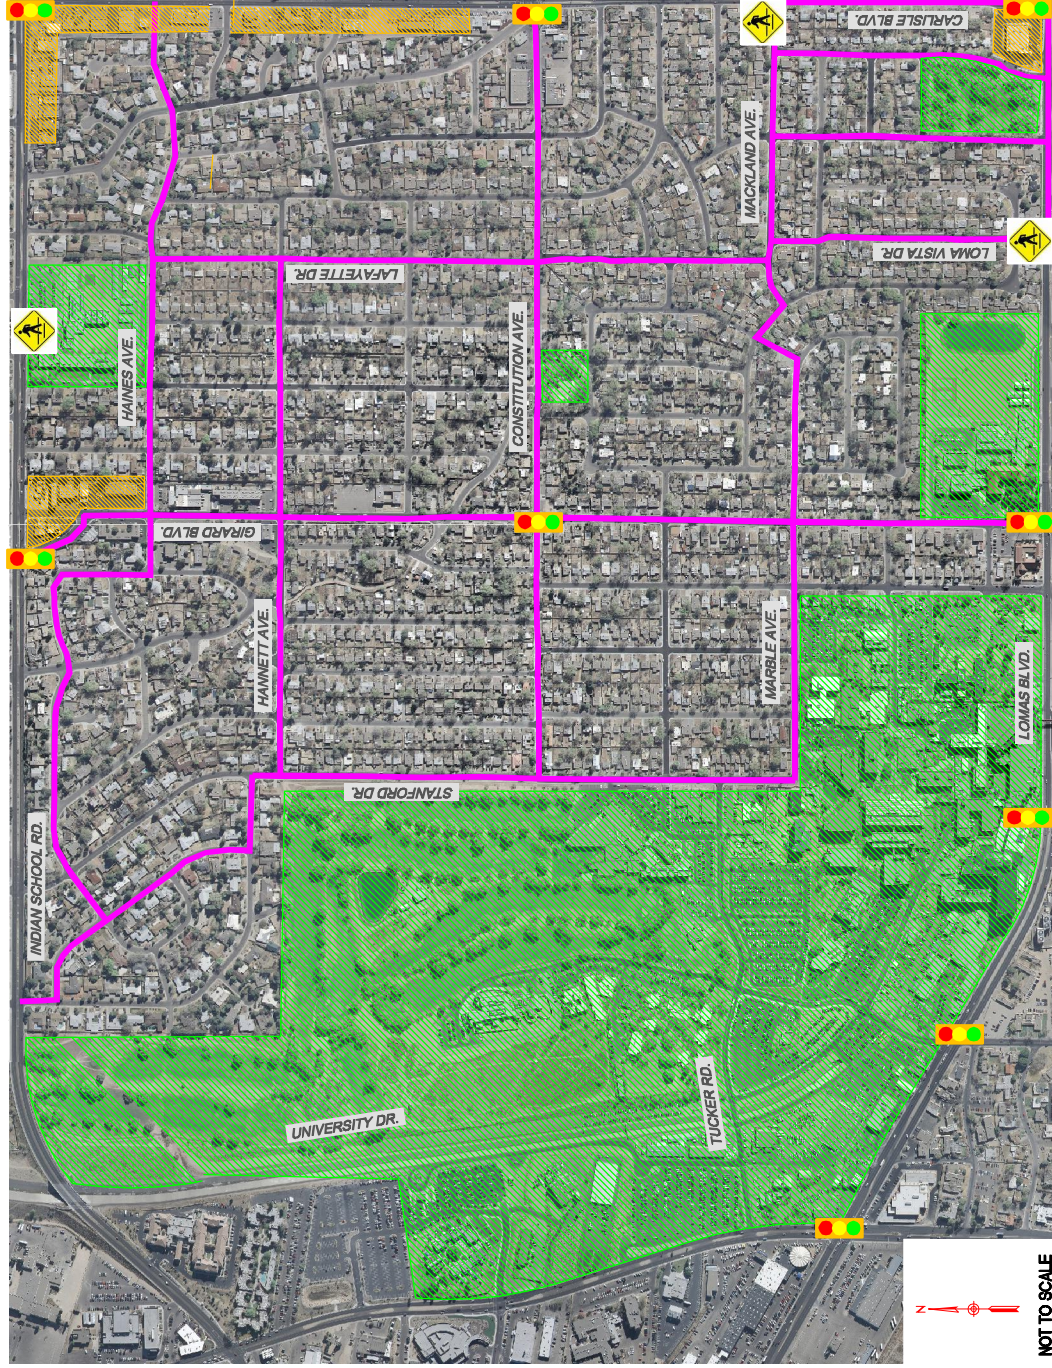 CARLISLE BLVD.
MACKLAND AVE.
LOMA VISTA DR.
LAFAYETTE DR.
HAINES AVE.
CONSTITUTION AVE.
GIRARD BLVD.
HANNETT AVE.
MARBLE AVE.
LOMAS BLVD.
STANFORD DR.
INDIAN SCHOOL RD.
UNIVERSITY DR.
TUCKER RD.
N
NOT TO SCALE